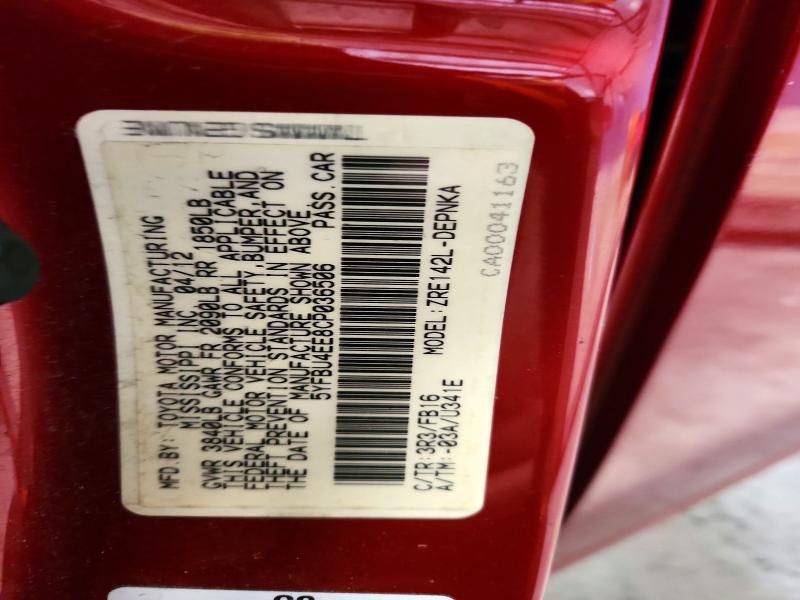 MFD. BY: TOYOTA MOTOR MANUFACTURING
MISSISSIPPI, INC. 04/12
GVWR 3840LB GAWR FR 2090LB RR 1850LB
THIS VEHICLE CONFORMS TO ALL APPLICABLE
FEDERAL MOTOR VEHICLE SAFETY, BUMPER, AND
THEFT PREVENTION STANDARDS IN EFFECT ON
THE DATE OF MANUFACTURE SHOWN ABOVE
5YFBU4EE8CP036506 PASS. CAR
C/TR: 3R3/FB16 MODEL: ZRE142L-DEPNKA
A/TM: -03A/U341E
CA00041163